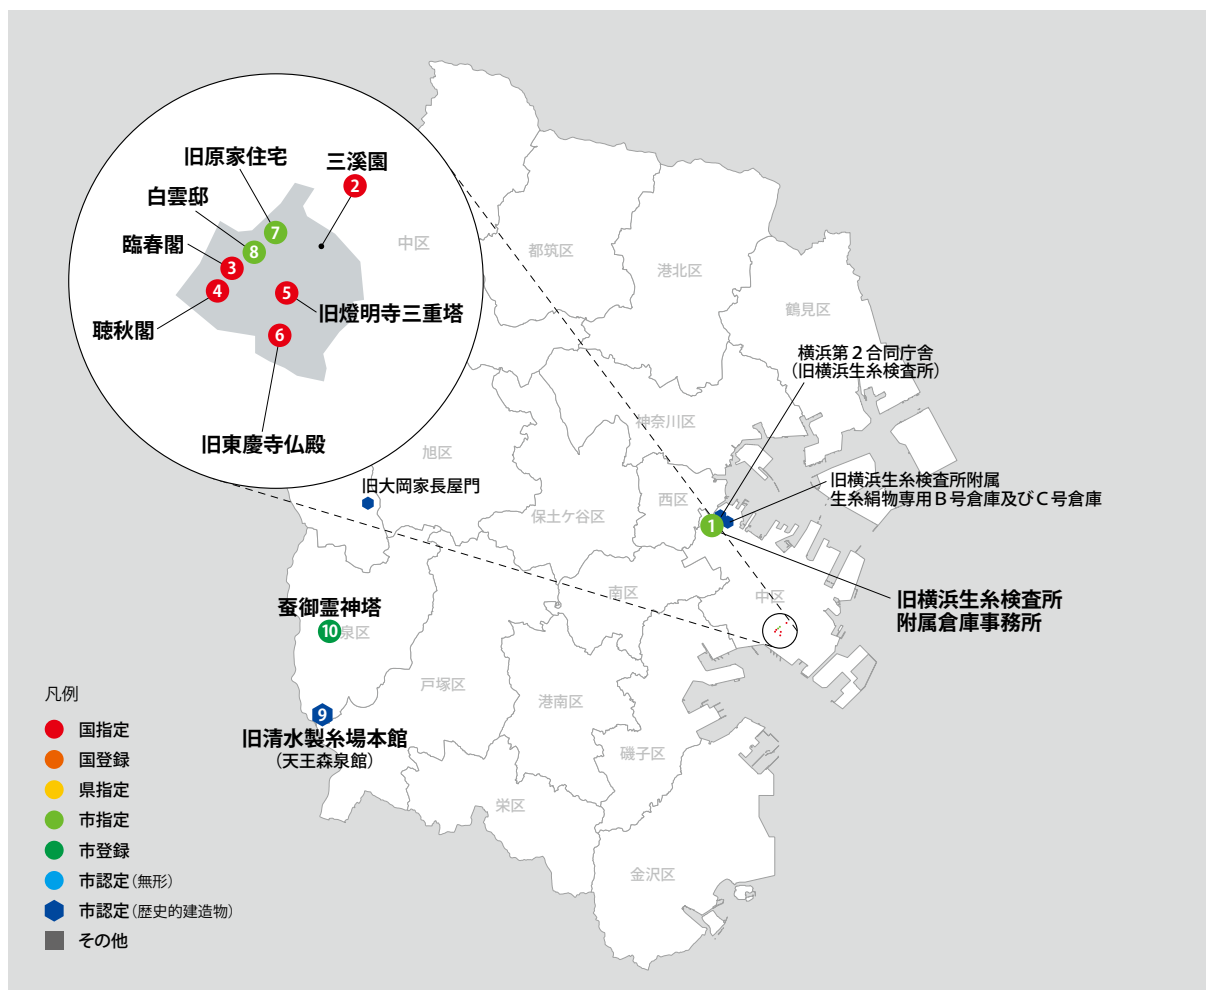 旧原家住宅
三溪園
2
白雲邸
7
中区
8
臨春閣
3
4
5
旧燈明寺三重塔
聴秋閣
6
旧東慶寺仏殿
都筑区
港北区
鶴見区
横浜第２合同庁舎
（旧横浜生糸検査所）
神奈川区
旭区
旧大岡家長屋門
西区
旧横浜生糸検査所附属
生糸絹物専用Ｂ号倉庫及びＣ号倉庫
保土ケ谷区
1
南区
中区
旧横浜生糸検査所
附属倉庫事務所
蚕御霊神塔
10
泉区
戸塚区
港南区
9
旧清水製糸場本館
（天王森泉館）
磯子区
栄区
金沢区
凡例
国指定
国登録
県指定
市指定
市登録
市認定（無形）
市認定（歴史的建造物）
その他